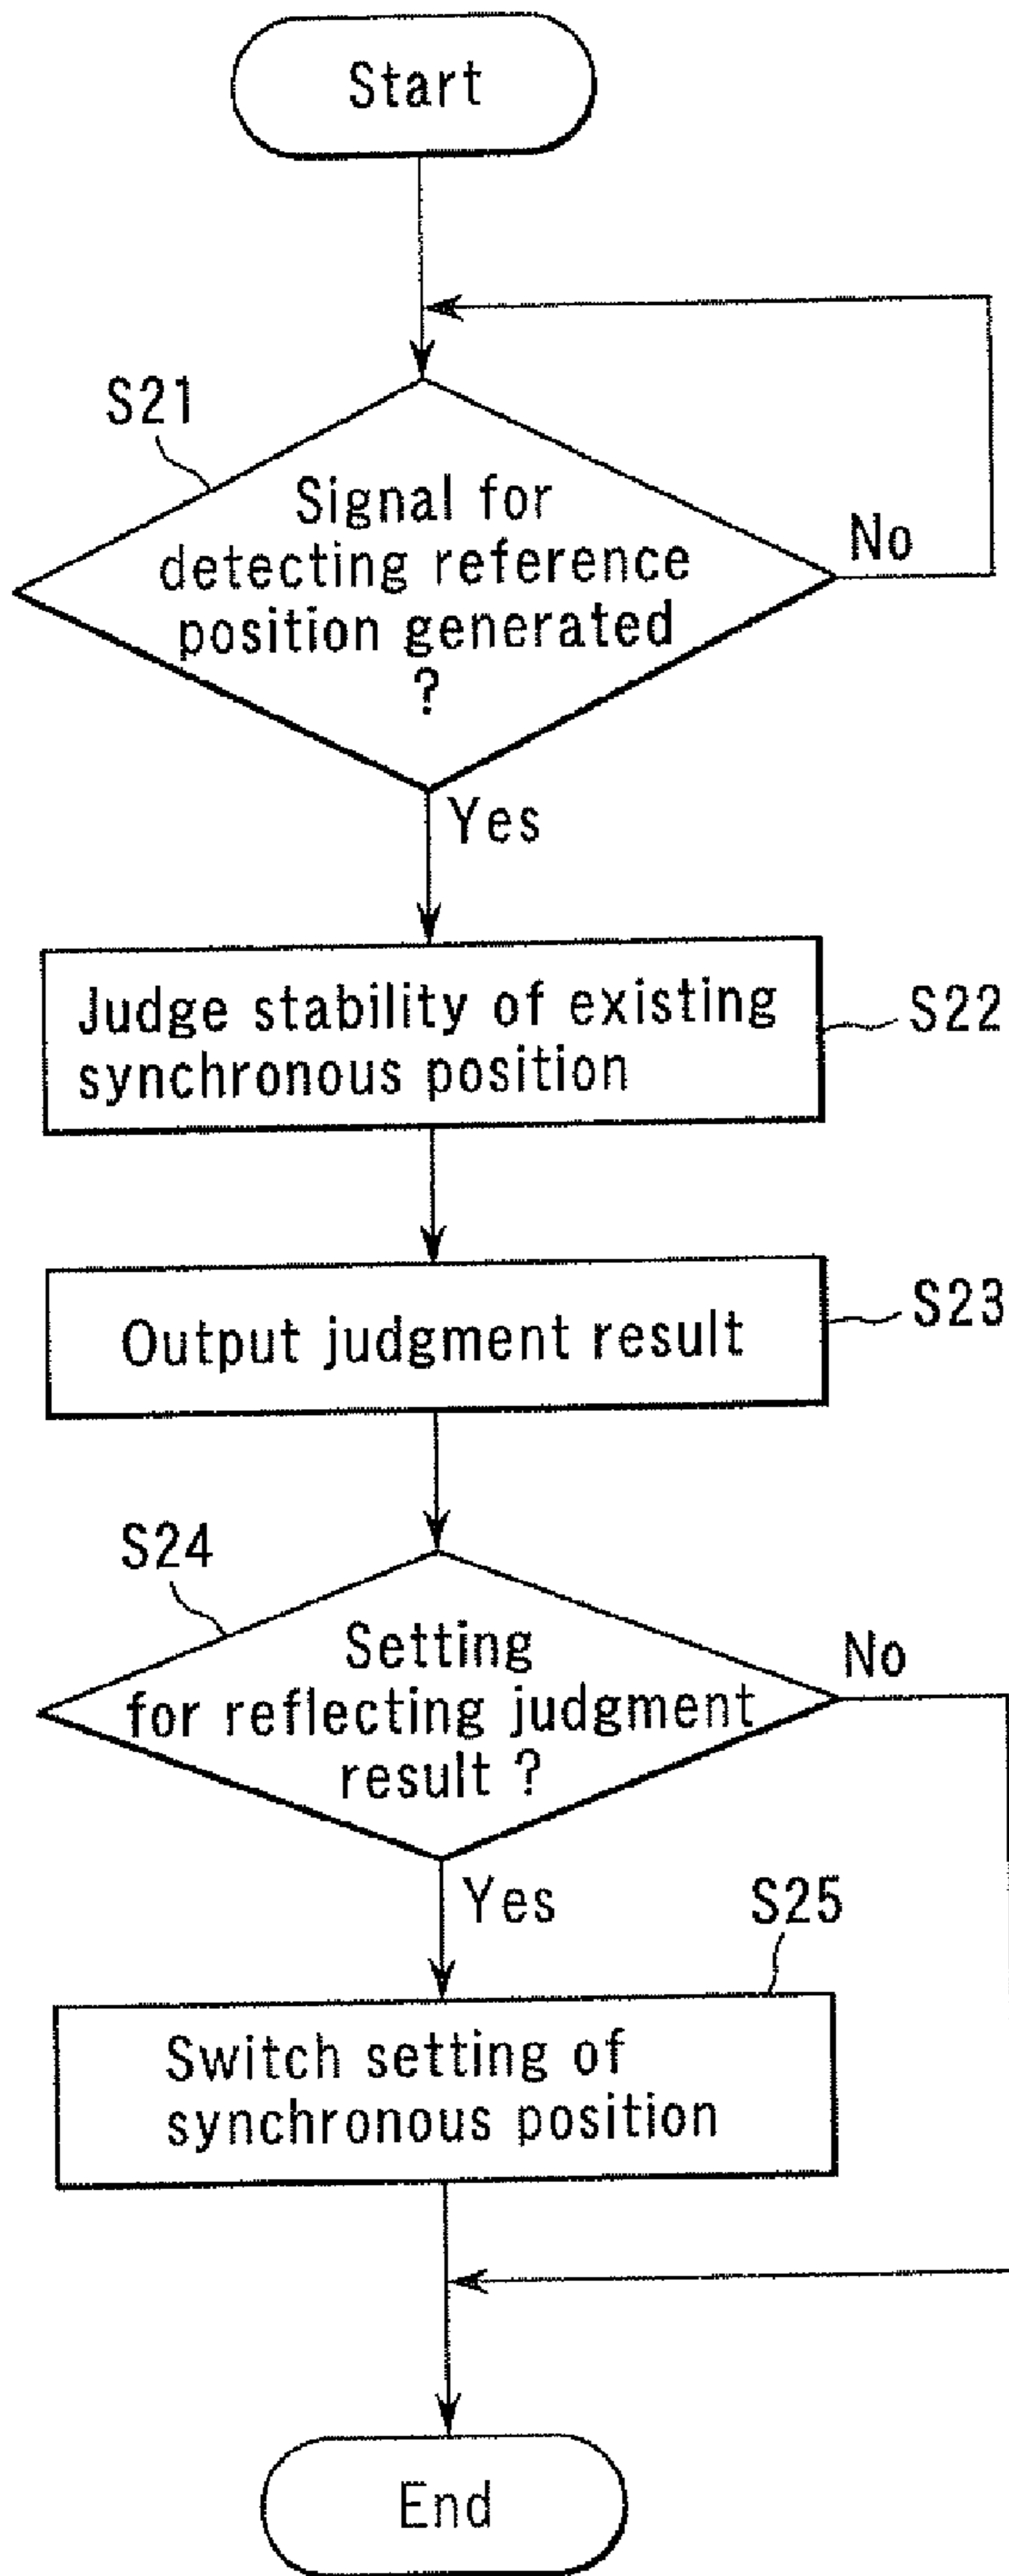 Start
S21
Signal for
detecting reference
position generated
?
No
Yes
Judge stability of existing
synchronous position
S22
Output judgment result
S23
S24
Setting
for reflecting judgment
result ?
No
Yes
S25
Switch setting of
synchronous position
End